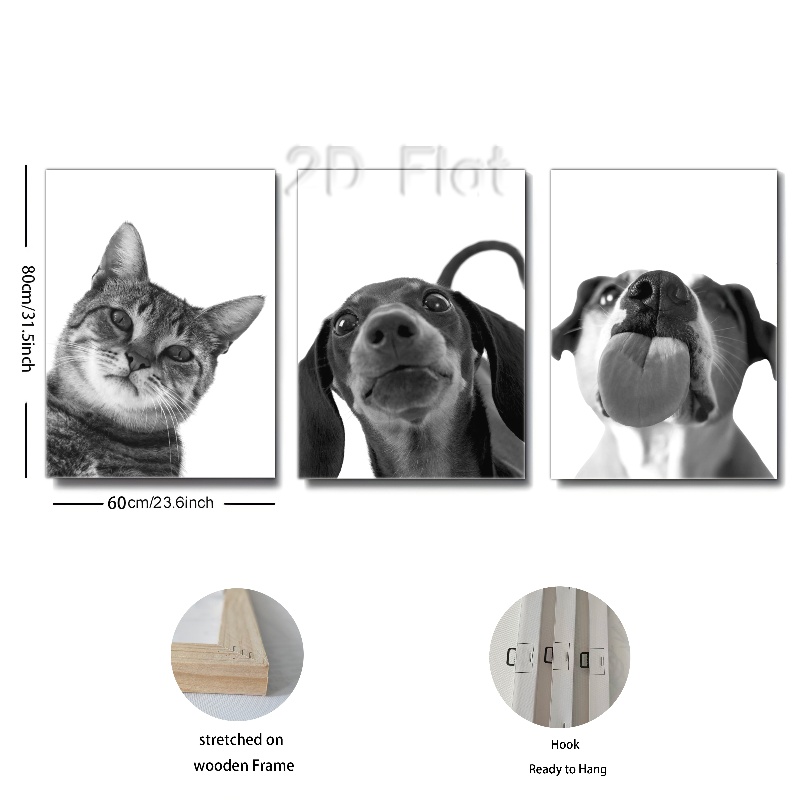 2D Flat
80cm/31.5inch
60cm/23.6inch
stretched on
wooden Frame
Hook
Ready to Hang